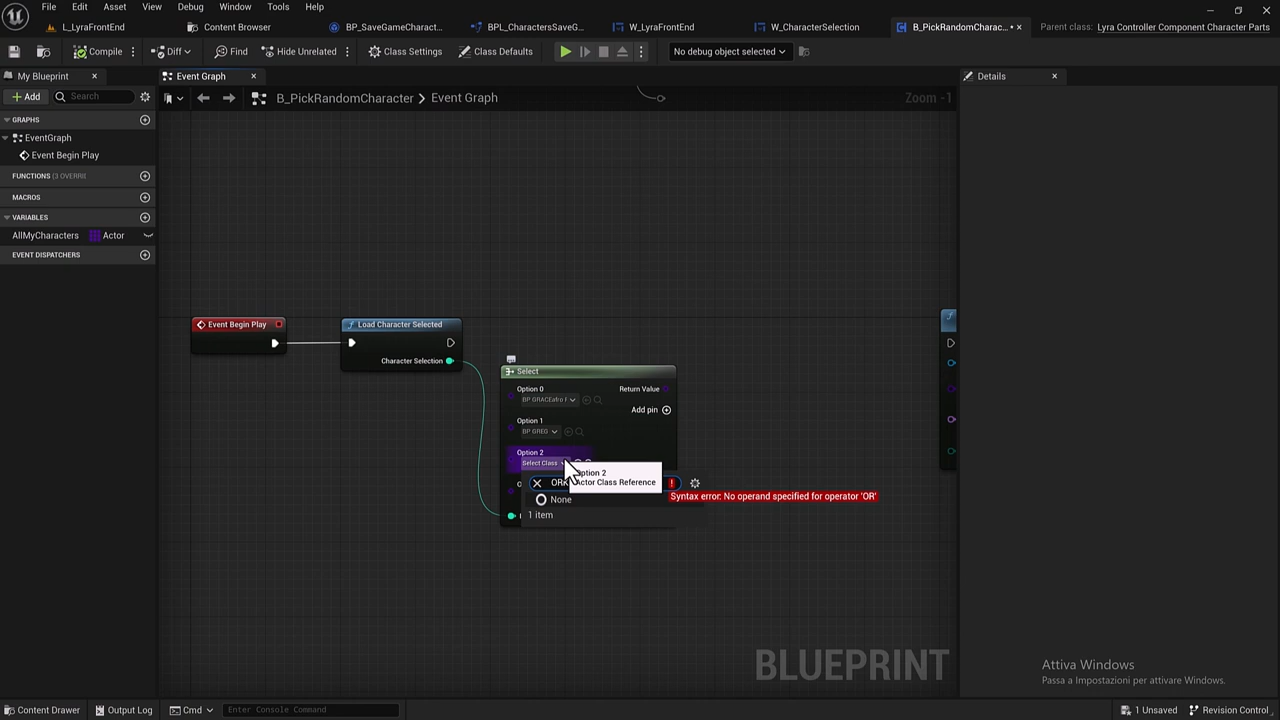 File Edit Asset View Debug Window Tools Help
L_LyraFrontEnd Content Browser BP_SaveGameCharact... BPL_CharactersSaveG... W_LyraFrontEnd W_CharacterSelection B_PickRandomCharac... • Parent class: Lyra Controller Component Character Parts
Compile Diff Find Hide Unrelated Class Settings Class Defaults No debug object selected
My Blueprint Event Graph Details
+ Add Search B_PickRandomCharacter > Event Graph Zoom -1
GRAPHS
EventGraph
Event Begin Play
FUNCTIONS (3 OVERRI
MACROS
VARIABLES
AllMyCharacters Actor
EVENT DISPATCHERS
Event Begin Play
Load Character Selected
Character Selection
Select
Option 0 Return Value
BP GRACEafro F
Add pin
Option 1
BP GREG
Option 2
Select Class
Option 2
Actor Class Reference
Syntax error: No operand specified for operator 'OR'
None
1 item
BLUEPRINT
Attiva Windows
Passa a Impostazioni per attivare Windows.
Content Drawer Output Log Cmd Enter Console Command 1 Unsaved Revision Control